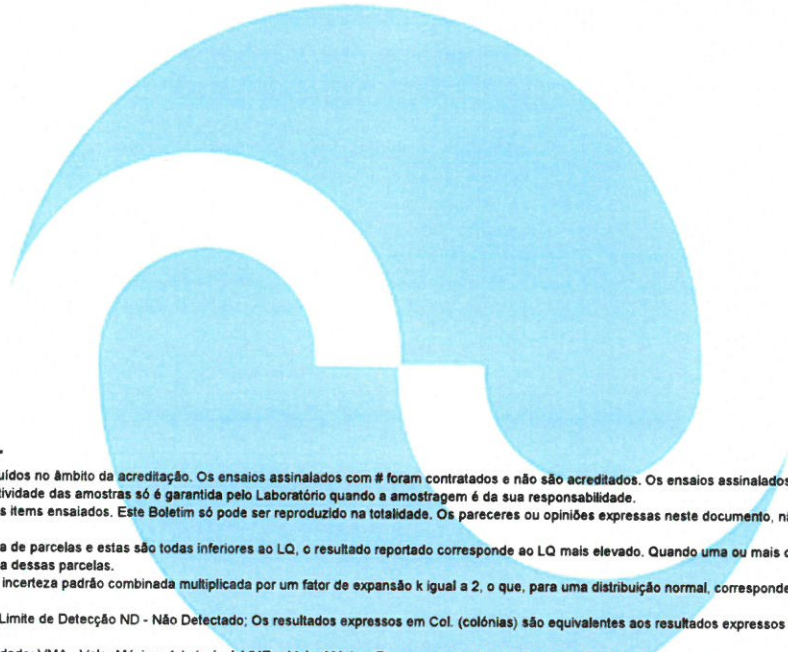 uídos no âmbito da acreditação. Os ensaios assinalados com # foram contratados e não são acreditados. Os ensaios assinalados
tividade das amostras só é garantida pelo Laboratório quando a amostragem é da sua responsabilidade.
s items ensaiados. Este Boletim só pode ser reproduzido na totalidade. Os pareceres ou opiniões expressas neste documento, n
a de parcelas e estas são todas inferiores ao LQ, o resultado reportado corresponde ao LQ mais elevado. Quando uma ou mais
a dessas parcelas.
incerteza padrão combinada multiplicada por um fator de expansão k igual a 2, o que, para uma distribuição normal, corresponde
Limite de Detecção ND - Não Detectado; Os resultados expressos em Col. (colónias) são equivalentes aos resultados expressos